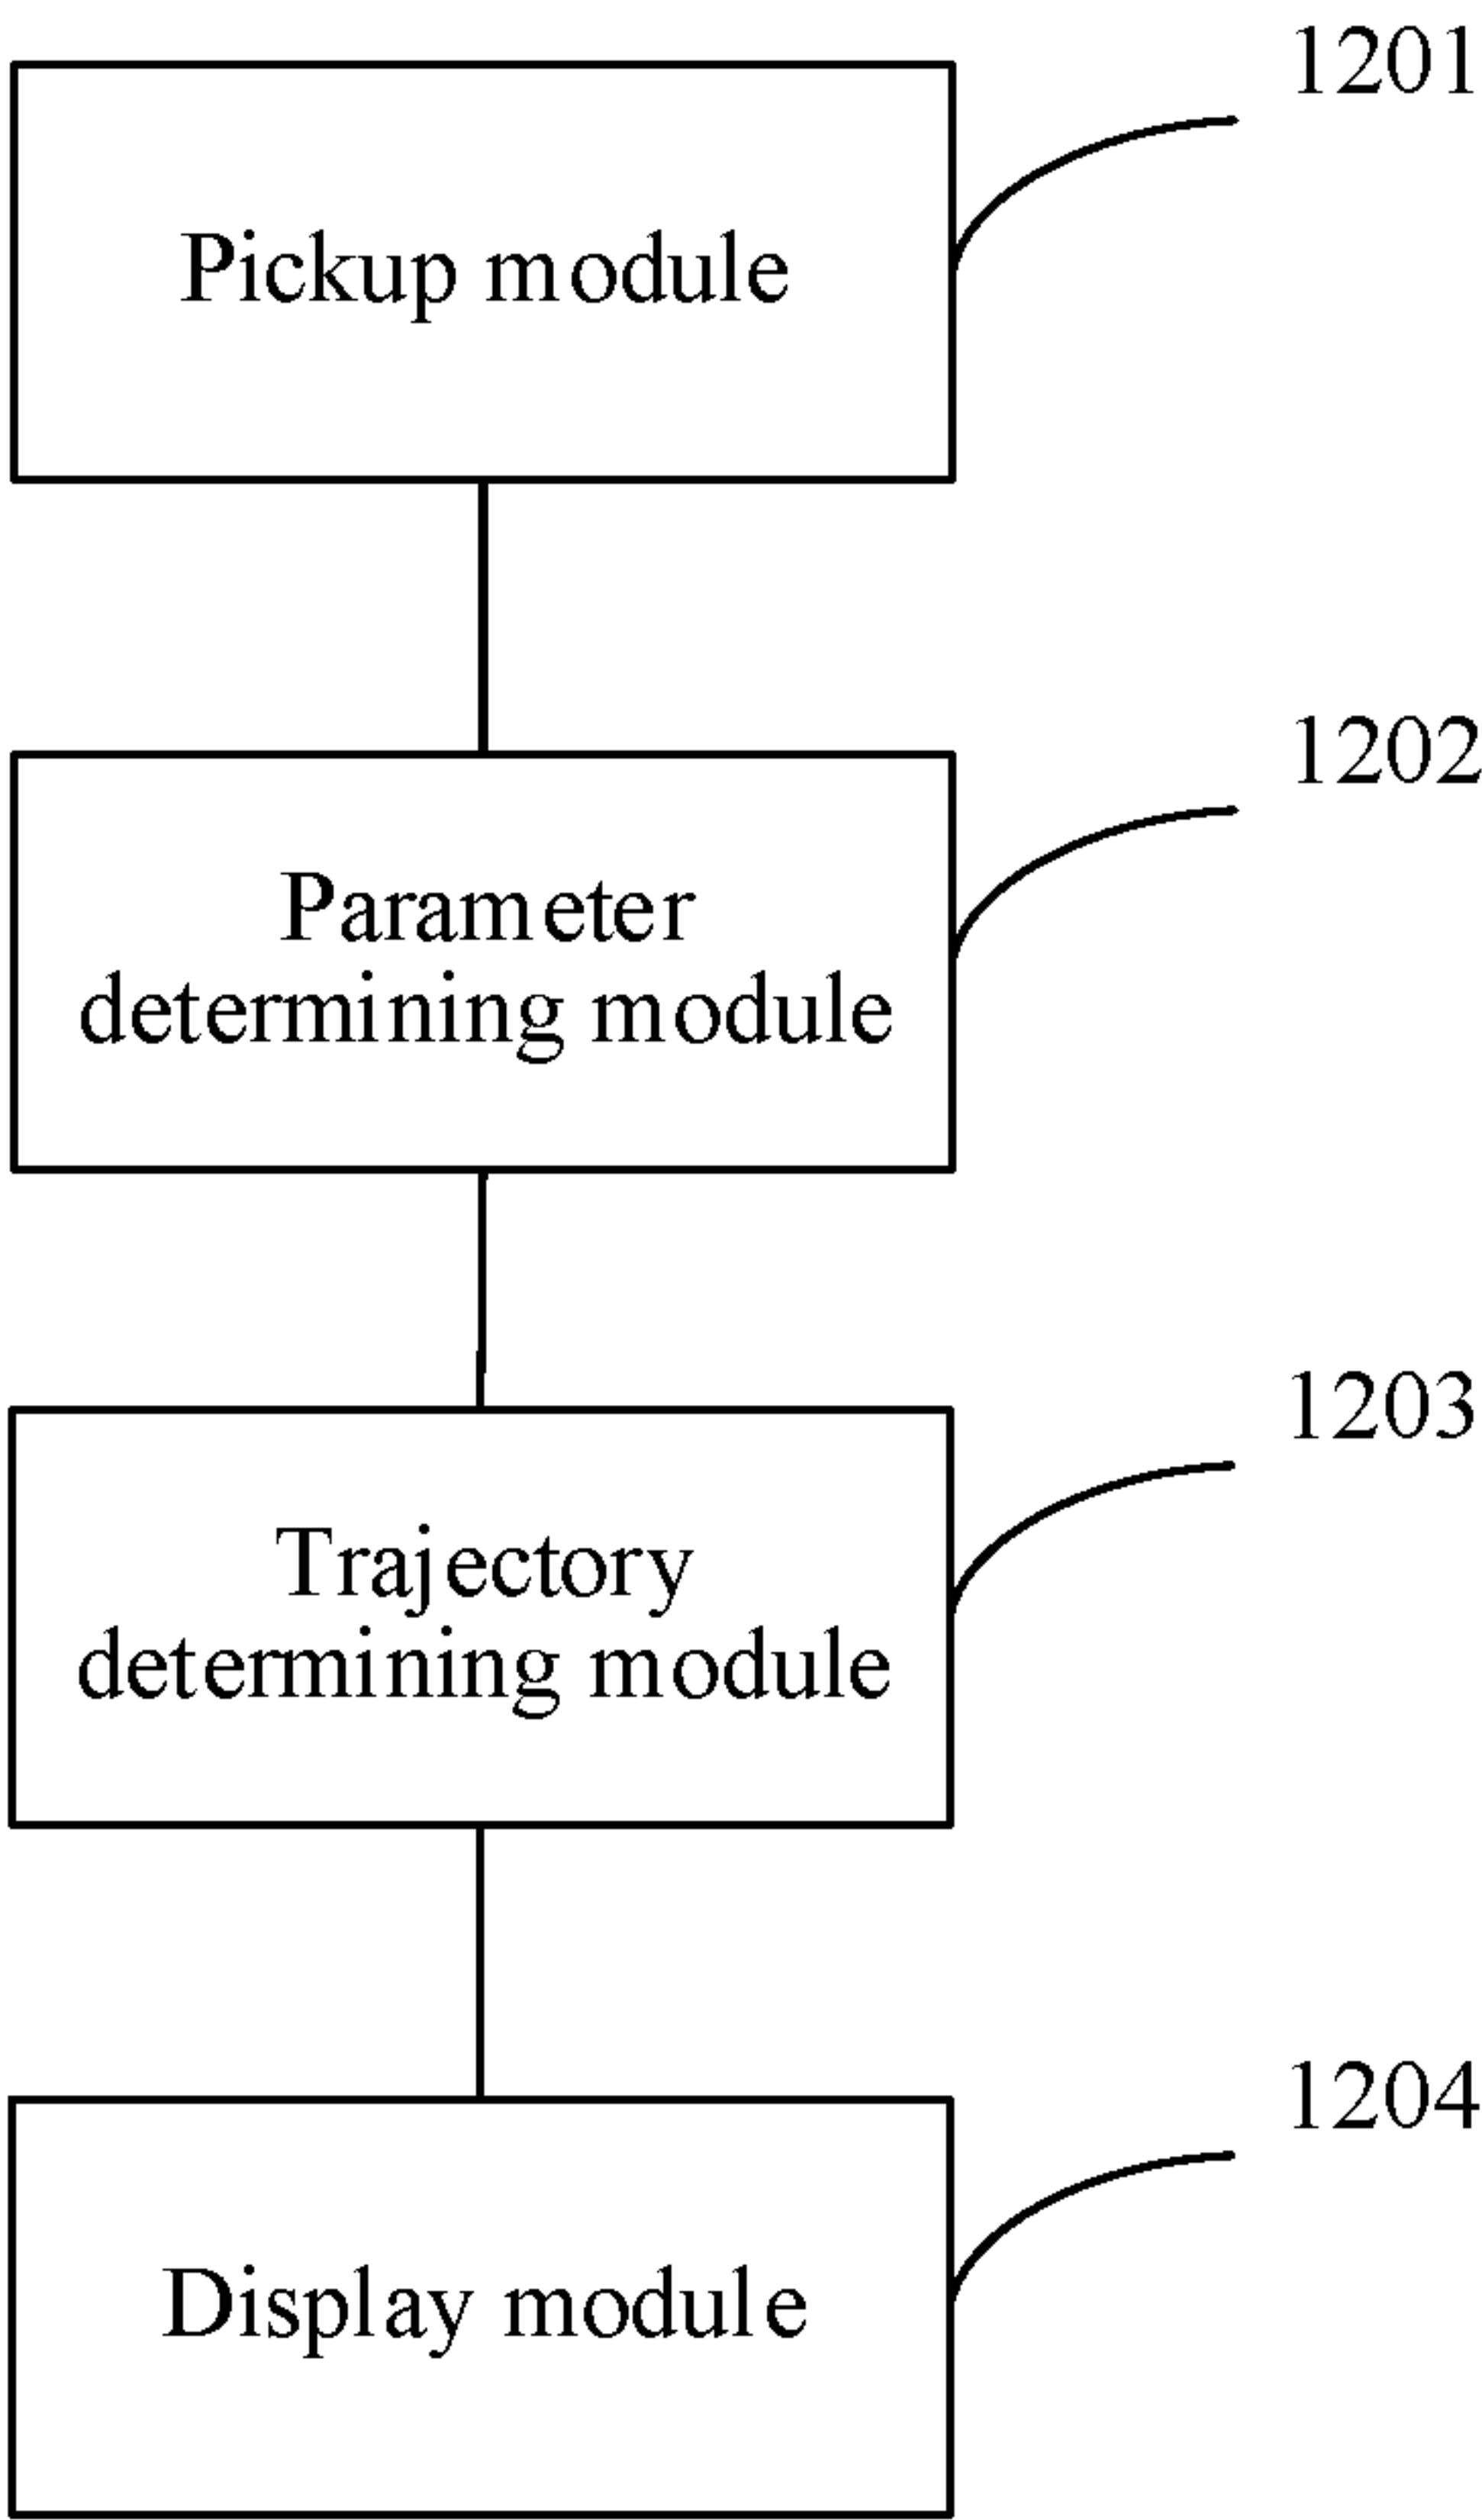 1201
Pickup module
1202
Parameter
determining module
1203
Trajectory
determining module
1204
Display module